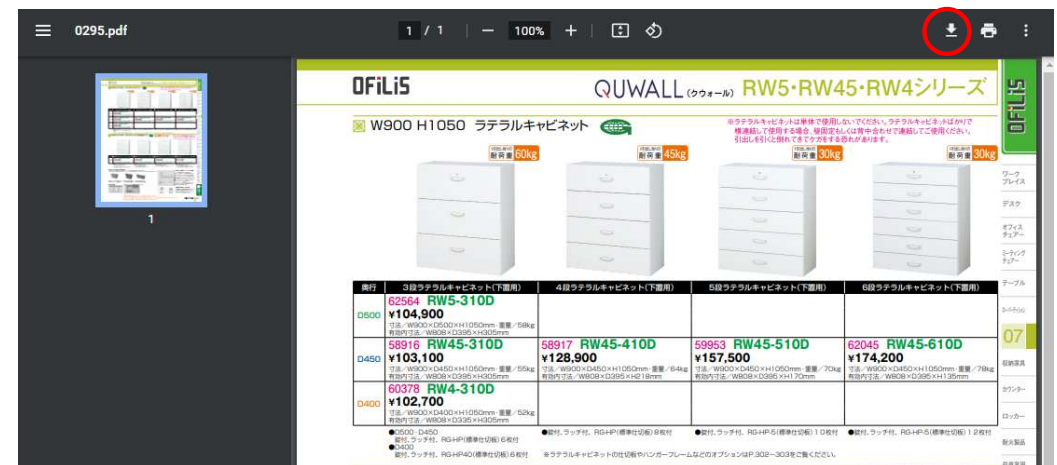 0295.pdf
1 / 1
100%
1
OFiLiS
QUWALL(クウォール) RW5・RW45・RW4シリーズ
W900 H1050 ラテラルキャビネット
※ラテラルキャビネットは単体で使用しないでください。ラテラルキャビネットばかりで
横連結して使用する場合、壁固定もしくは背中合わせで連結してご使用ください。
引出しを引くと倒れてきてケガをする恐れがあります。
耐荷重 60kg
耐荷重 45kg
耐荷重 30kg
耐荷重 30kg
奥行 3段ラテラルキャビネット(下置用) 4段ラテラルキャビネット(下置用) 5段ラテラルキャビネット(下置用) 6段ラテラルキャビネット(下置用)
D500
62564 RW5-310D
¥104,900
寸法/W900×D500×H1050mm・重量/58kg
有効内寸法/W808×D395×H305mm
D450
58916 RW45-310D
¥103,100
寸法/W900×D450×H1050mm・重量/55kg
有効内寸法/W808×D395×H305mm
58917 RW45-410D
¥128,900
寸法/W900×D450×H1050mm・重量/64kg
有効内寸法/W808×D395×H218mm
59953 RW45-510D
¥157,500
寸法/W900×D450×H1050mm・重量/70kg
有効内寸法/W808×D395×H170mm
62045 RW45-610D
¥174,200
寸法/W900×D450×H1050mm・重量/78kg
有効内寸法/W808×D395×H135mm
D400
60378 RW4-310D
¥102,700
寸法/W900×D400×H1050mm・重量/52kg
有効内寸法/W808×D335×H305mm
●D500・D450
錠付、ラッチ付、RG-HP(標準仕切板)6枚付
●D400
錠付、ラッチ付、RG-HP40(標準仕切板)6枚付
●錠付、ラッチ付、RG-HP(標準仕切板)8枚付
●錠付、ラッチ付、RG-HP-5(標準仕切板)10枚付
●錠付、ラッチ付、RG-HP-5(標準仕切板)12枚付
※ラテラルキャビネットの仕切板やハンガーフレームなどのオプションはP.302〜303をご覧ください。
OFiLiS
ワーク
プレイス
デスク
オフィス
チェアー
ミーティング
チェアー
テーブル
07
収納家具
カウンター
ロッカー
耐火製品